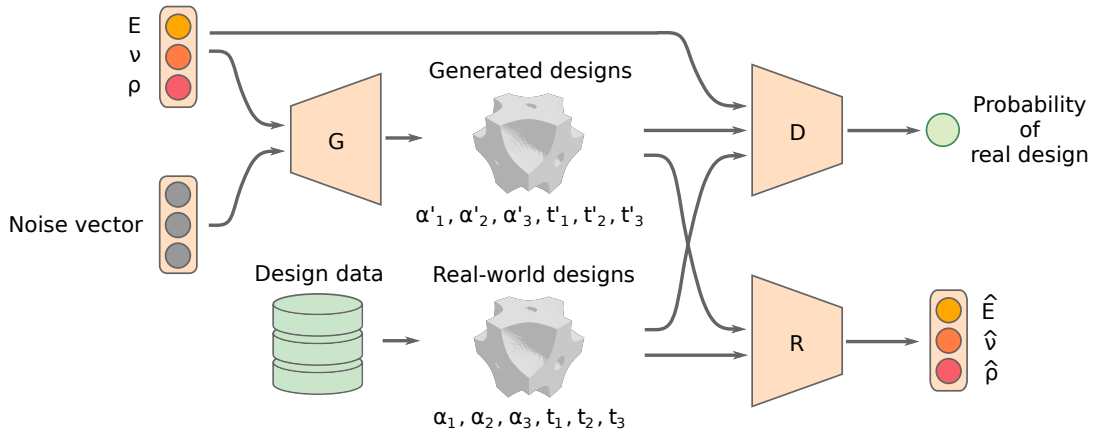 E
ν
ρ
Noise vector
G
Generated designs
α'₁, α'₂, α'₃, t'₁, t'₂, t'₃
Design data
Real-world designs
α₁, α₂, α₃, t₁, t₂, t₃
D
Probability
of
real design
R
Ê
ν̂
ρ̂